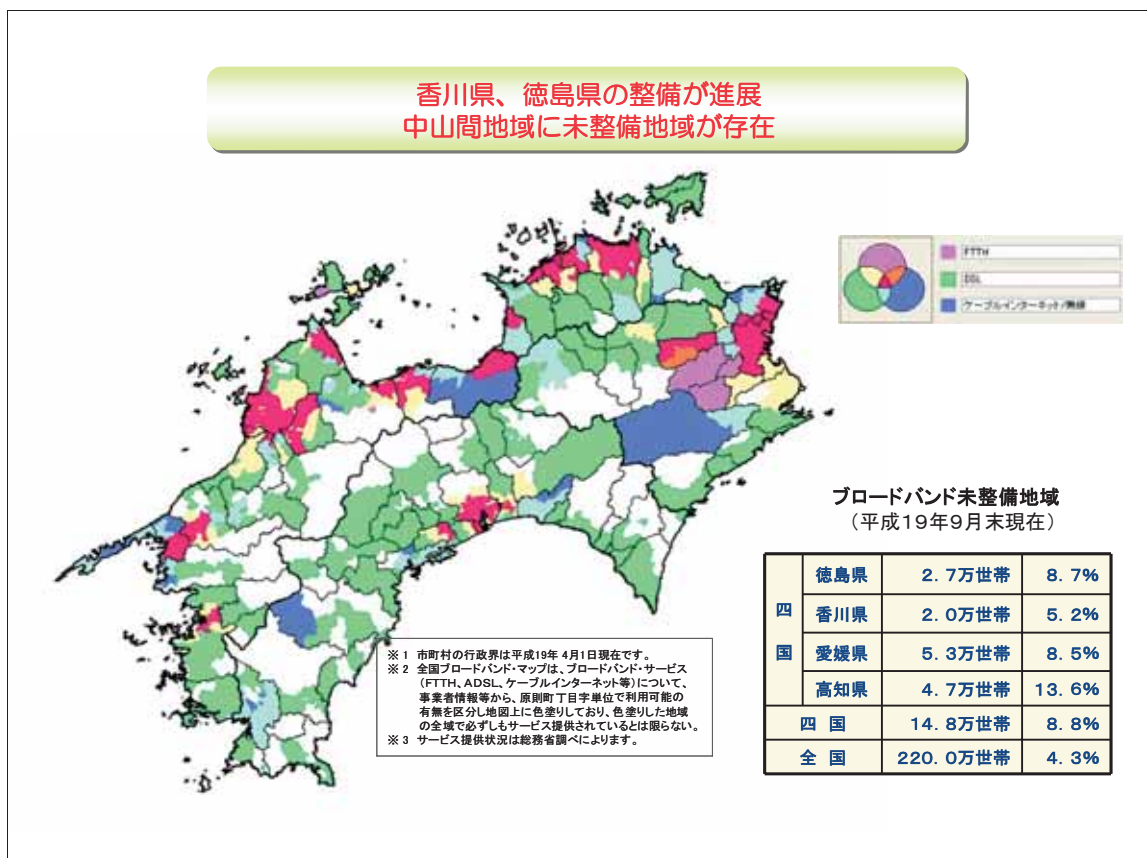 香川県、徳島県の整備が進展
中山間地域に未整備地域が存在
FTTH
DSL
ケーブルインターネット/無線
ブロードバンド未整備地域
(平成19年9月末現在)
四国 徳島県 2.7万世帯 8.7%
香川県 2.0万世帯 5.2%
愛媛県 5.3万世帯 8.5%
高知県 4.7万世帯 13.6%
四国 14.8万世帯 8.8%
全国 220.0万世帯 4.3%
※1 市町村の行政界は平成19年4月1日現在です。
※2 全国ブロードバンド・マップは、ブロードバンド・サービス
(FTTH、ADSL、ケーブルインターネット等)について、
事業者情報等から、原則町丁目字単位で利用可能の
有無を区分し地図上に色塗りしており、色塗りした地域
の全域で必ずしもサービス提供されているとは限らない。
※3 サービス提供状況は総務省調べによります。